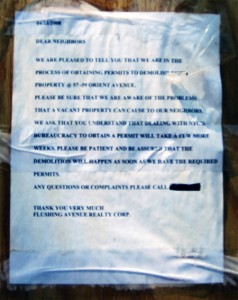 DEAR NEIGHBORS
WE ARE PLEASED TO TELL YOU THAT WE ARE IN THE
PROCESS OF OBTAINING PERMITS TO DEMOLISH
PROPERTY @ 57-59 ORIENT AVENUE.
PLEASE BE SURE THAT WE ARE AWARE OF THE PROBLEMS
THAT A VACANT PROPERTY CAN CAUSE TO OUR NEIGHBORS.
WE ASK THAT YOU UNDERSTAND THAT DEALING WITH NYC'S
BUREAUCRACY TO OBTAIN A PERMIT WILL TAKE A FEW MORE
WEEKS. PLEASE BE PATIENT AND BE ASSURED THAT THE
DEMOLITION WILL HAPPEN AS SOON AS WE HAVE THE REQUIRED
PERMITS.
ANY QUESTIONS OR COMPLAINTS PLEASE CALL
THANK YOU VERY MUCH
FLUSHING AVENUE REALTY CORP.